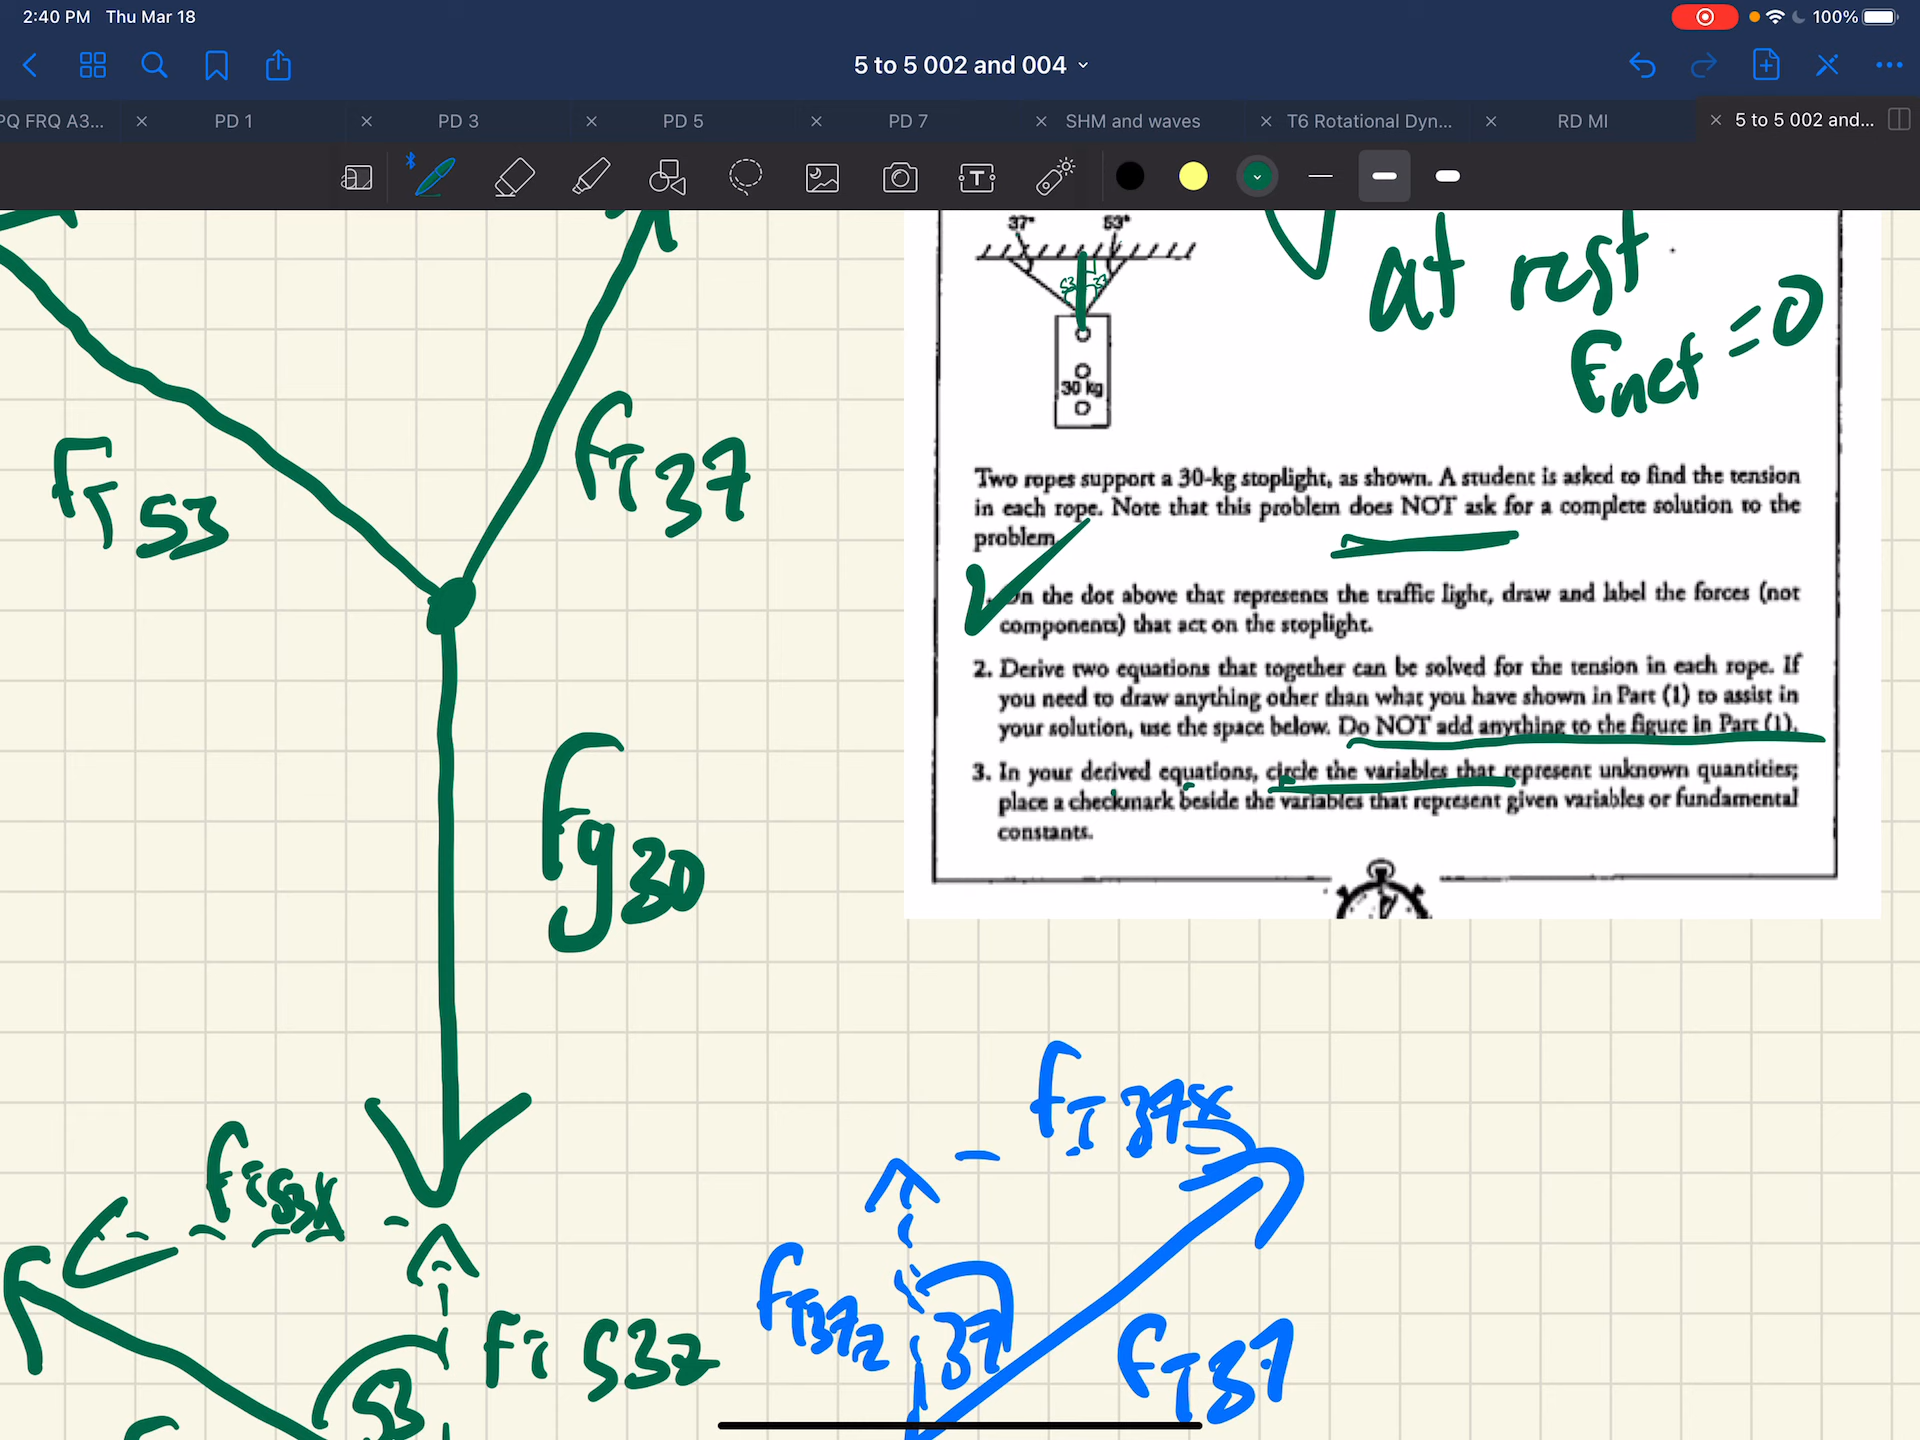 2:40 PM Thu Mar 18
100%
5 to 5 002 and 004
PQ FRQ A3...
PD 1
PD 3
PD 5
PD 7
SHM and waves
T6 Rotational Dyn...
RD MI
5 to 5 002 and...
37°
53°
53
37
30 kg
at rest
Fnet = 0
FT 53
FT 37
Fg30
Two ropes support a 30-kg stoplight, as shown. A student is asked to find the tension
in each rope. Note that this problem does NOT ask for a complete solution to the
problem.
On the dot above that represents the traffic light, draw and label the forces (not
components) that act on the stoplight.
2. Derive two equations that together can be solved for the tension in each rope. If
you need to draw anything other than what you have shown in Part (1) to assist in
your solution, use the space below. Do NOT add anything to the figure in Part (1).
3. In your derived equations, circle the variables that represent unknown quantities;
place a checkmark beside the variables that represent given variables or fundamental
constants.
FT53x
FT 53z
53
FT 37x
FT37z
37
FT37